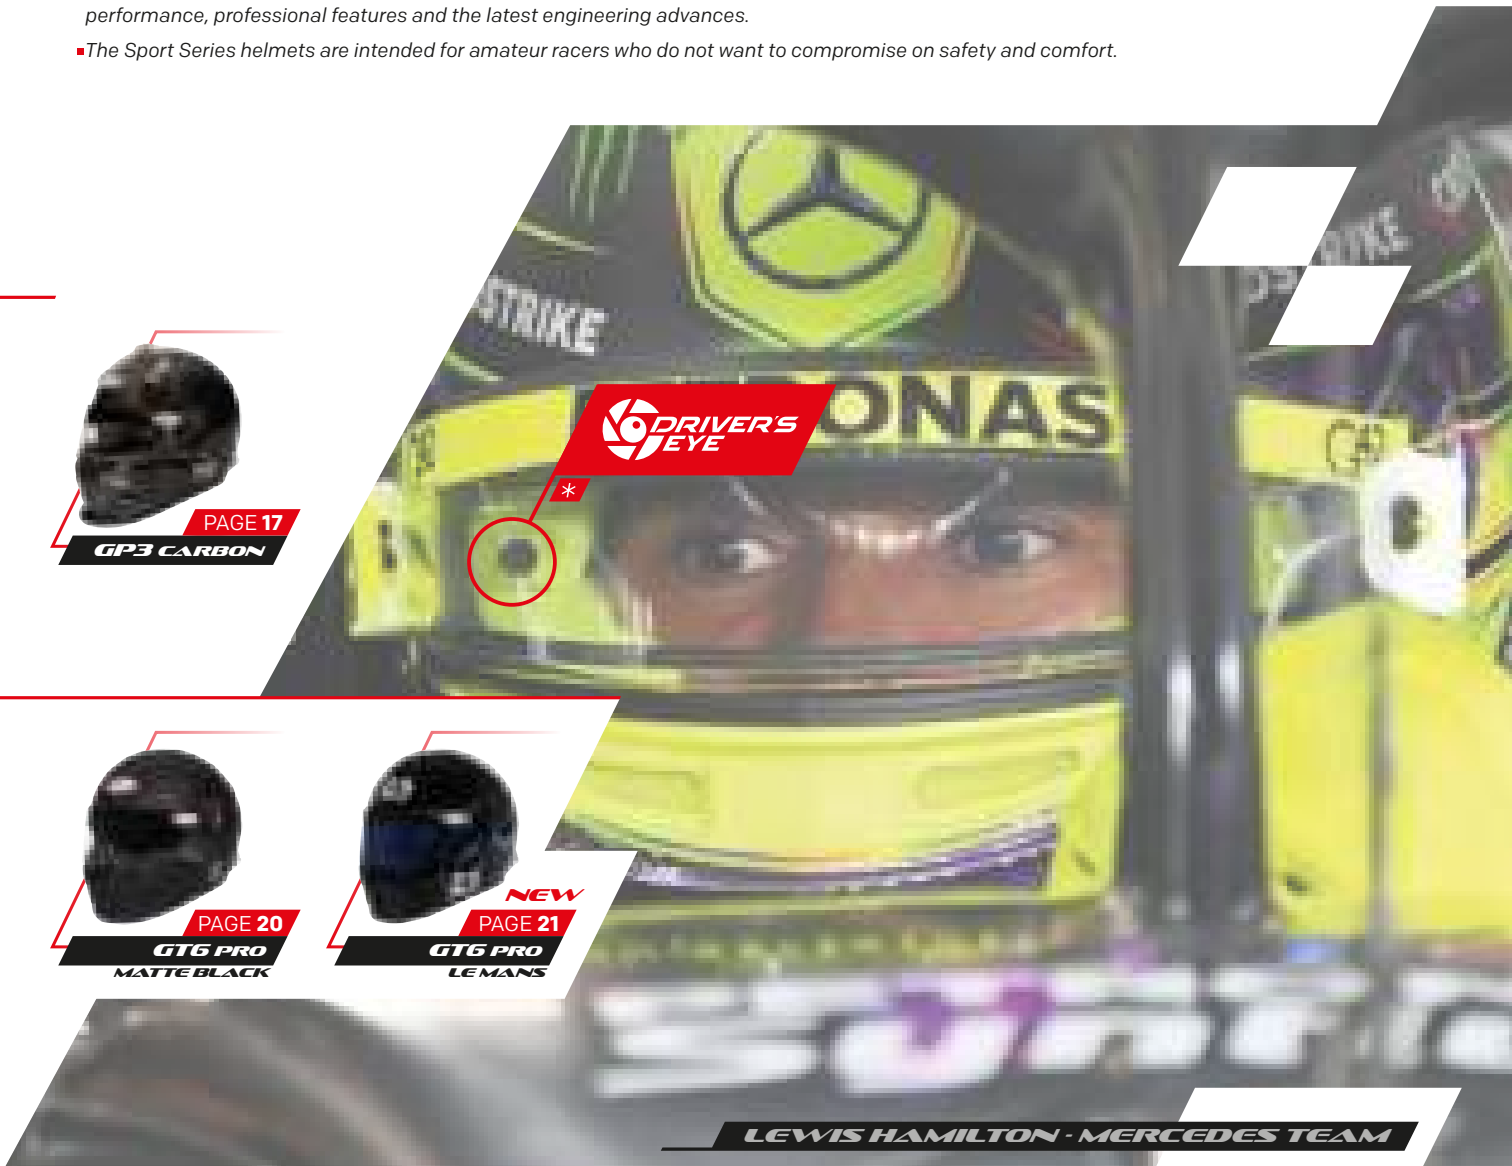 performance, professional features and the latest engineering advances.
The Sport Series helmets are intended for amateur racers who do not want to compromise on safety and comfort.
STRIKE
STRIKE
DRIVER'S
EYE
ONAS
*
PAGE 17
GP3 CARBON
PAGE 20
GT6 PRO
MATTE BLACK
NEW
PAGE 21
GT6 PRO
LE MANS
LEWIS HAMILTON - MERCEDES TEAM